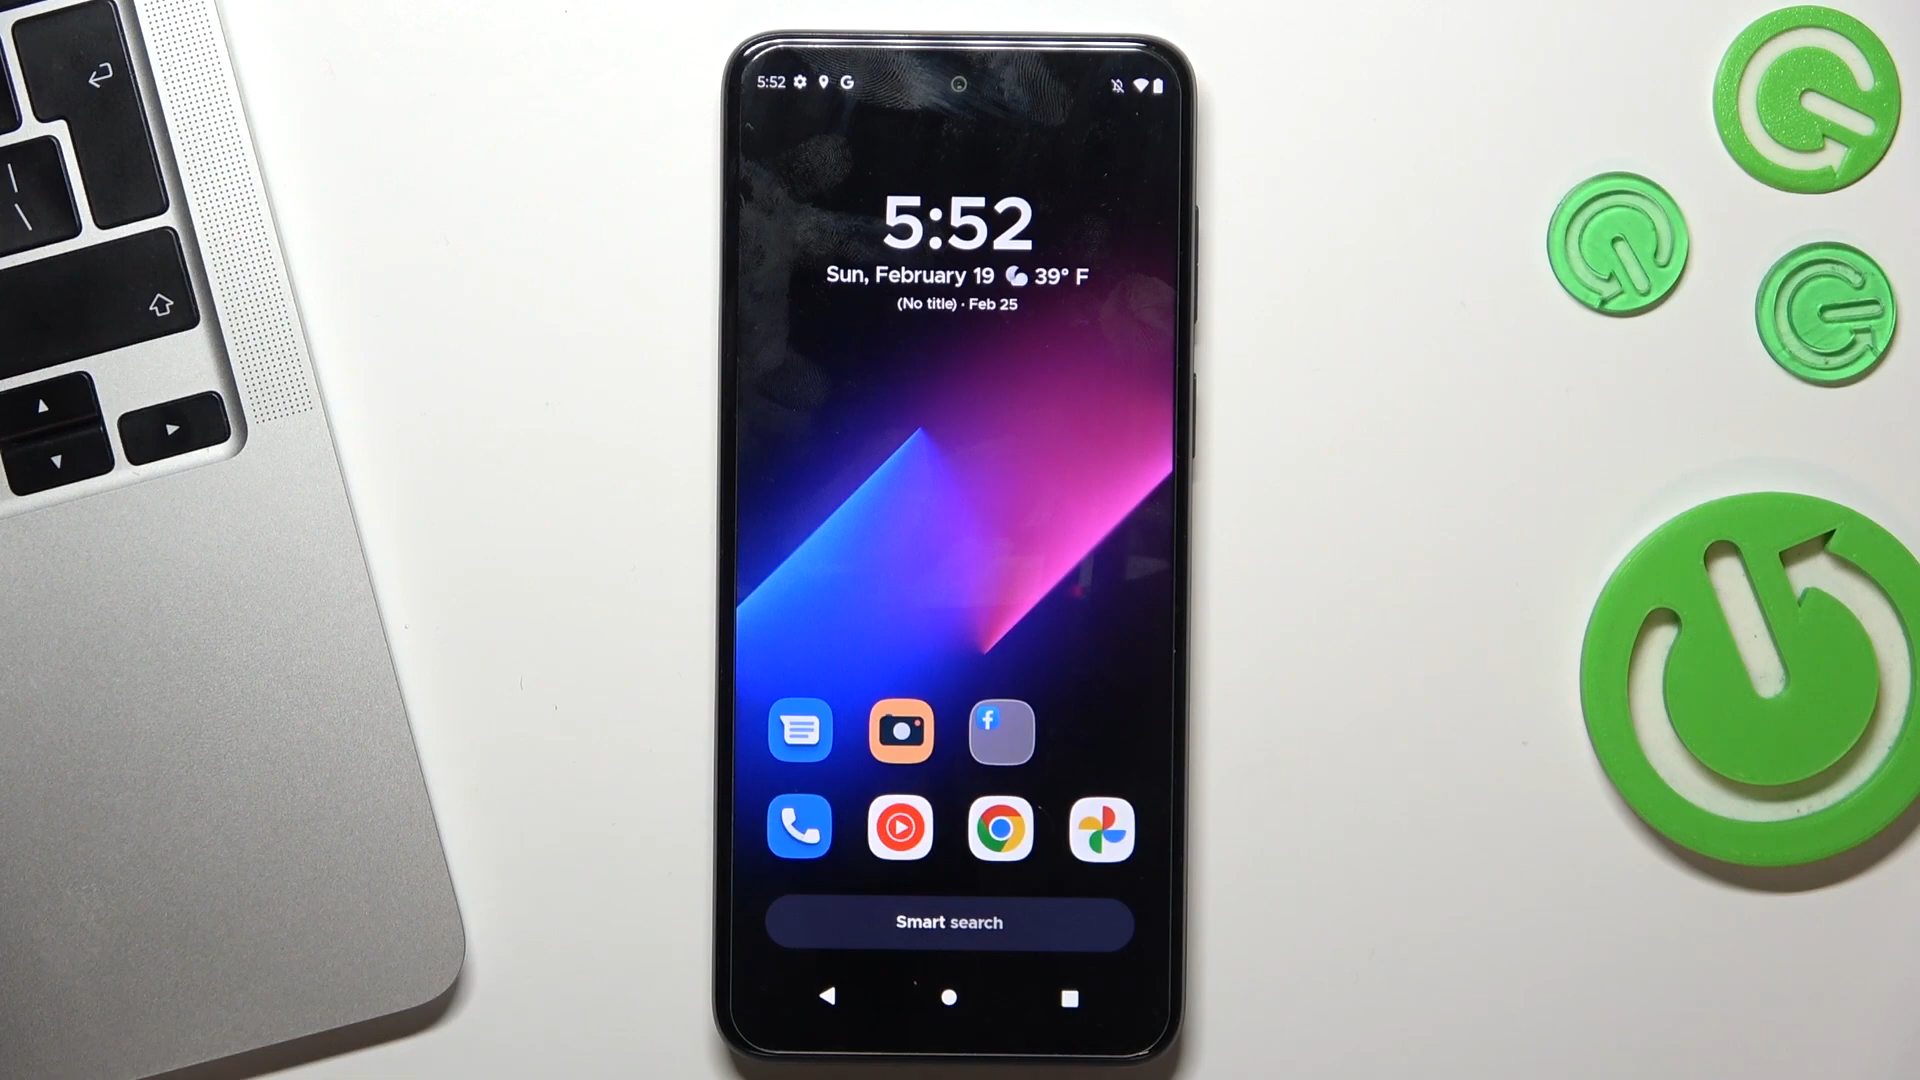 5:52
5:52
Sun, February 19 39° F
(No title) · Feb 25
Smart search